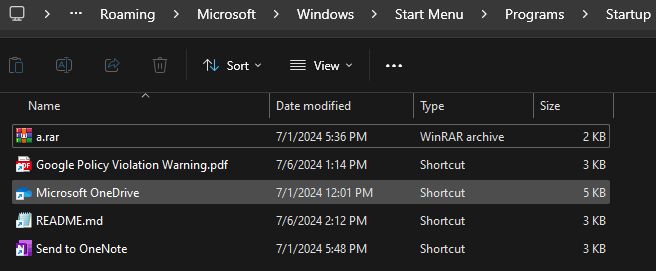 ··· > Roaming > Microsoft > Windows > Start Menu > Programs > Startup
Sort View ···
Name Date modified Type Size
a.rar 7/1/2024 5:36 PM WinRAR archive 2 KB
Google Policy Violation Warning.pdf 7/6/2024 1:14 PM Shortcut 3 KB
Microsoft OneDrive 7/1/2024 12:01 PM Shortcut 5 KB
README.md 7/6/2024 2:12 PM Shortcut 3 KB
Send to OneNote 7/1/2024 5:48 PM Shortcut 3 KB